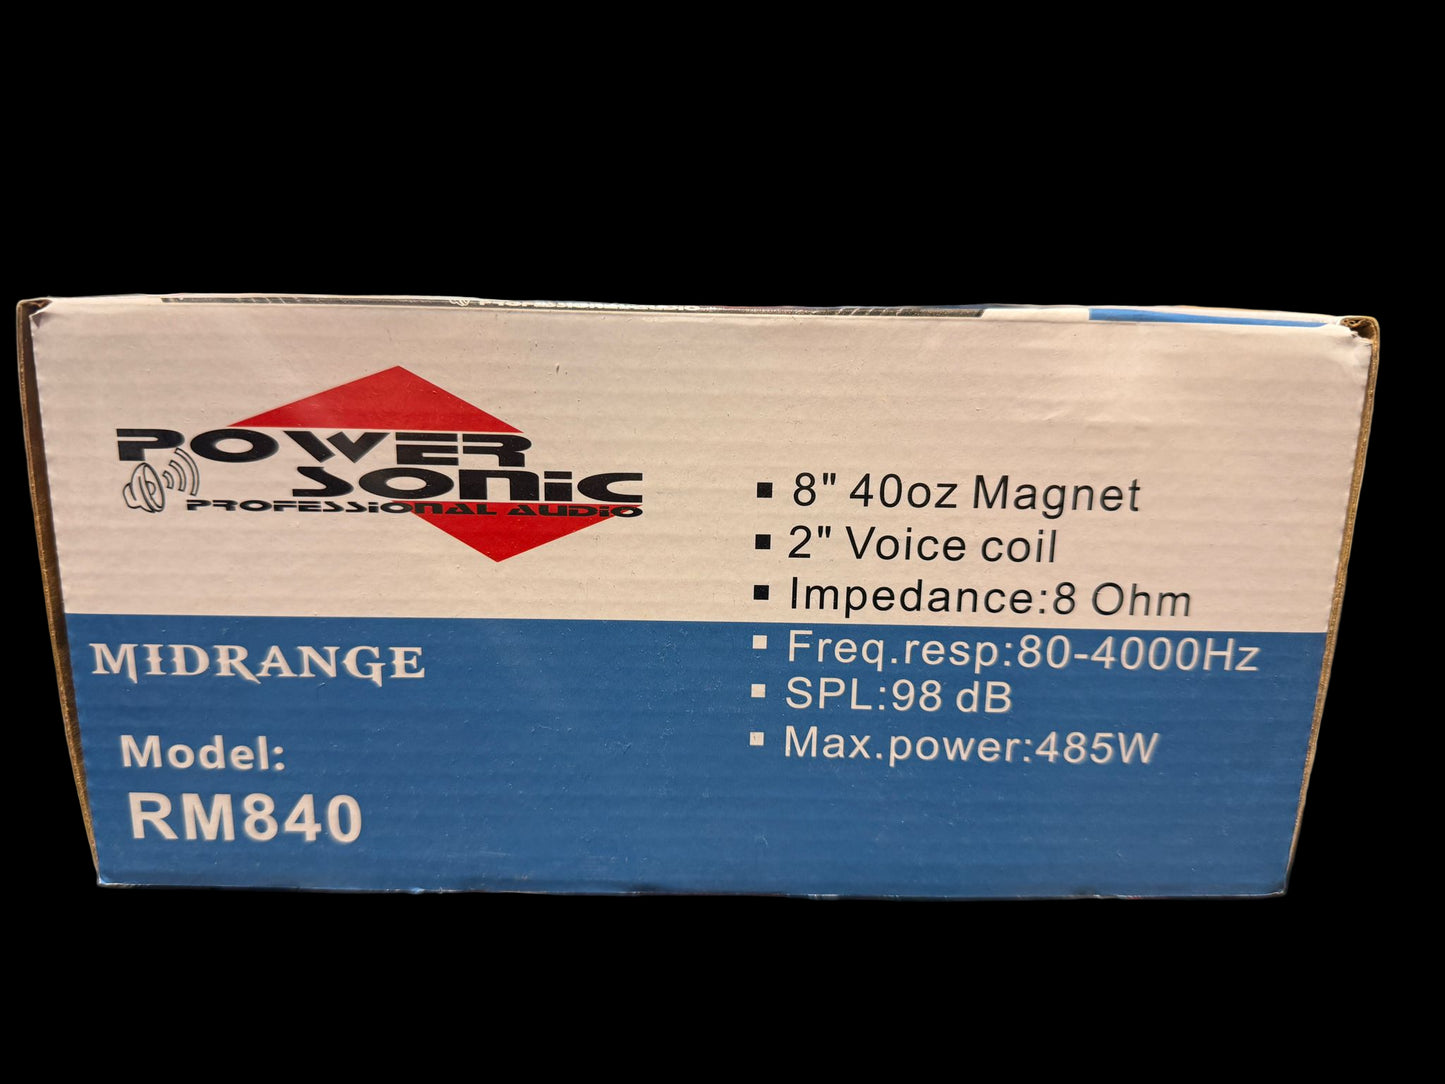 POWER
SONIC
PROFESSIONAL AUDIO
MIDRANGE
Model:
RM840
▪ 8" 40oz Magnet
▪ 2" Voice coil
▪ Impedance:8 Ohm
▪ Freq.resp:80-4000Hz
▪ SPL:98 dB
▪ Max.power:485W